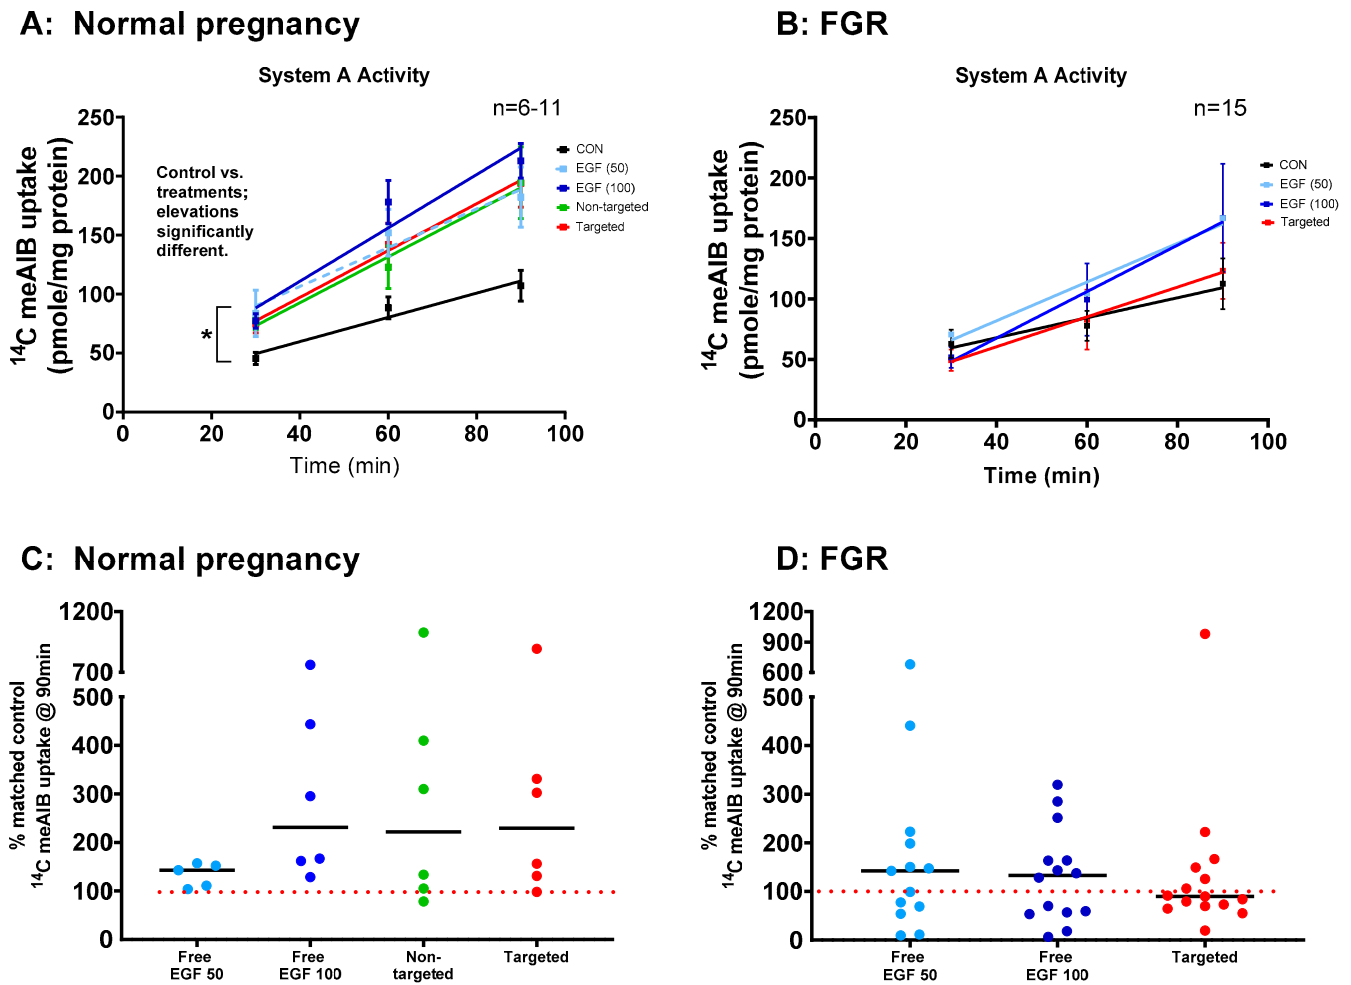 A:  Normal pregnancy
System A Activity
n=6-11
14C meAIB uptake
(pmole/mg protein)
250
200
150
100
50
0
Control vs.
treatments;
elevations
significantly
different.
*
CON
EGF (50)
EGF (100)
Non-targeted
Targeted
0 20 40 60 80 100
Time (min)
B: FGR
System A Activity
n=15
14C meAIB uptake
(pmole/mg protein)
250
200
150
100
50
0
CON
EGF (50)
EGF (100)
Targeted
0 20 40 60 80 100
Time (min)
C:  Normal pregnancy
% matched control
14C meAIB uptake @ 90min
1200
700
500
400
300
200
100
0
Free
EGF 50
Free
EGF 100
Non-
targeted
Targeted
D: FGR
% matched control
14C meAIB uptake @ 90min
1200
900
600
500
400
300
200
100
0
Free
EGF 50
Free
EGF 100
Targeted